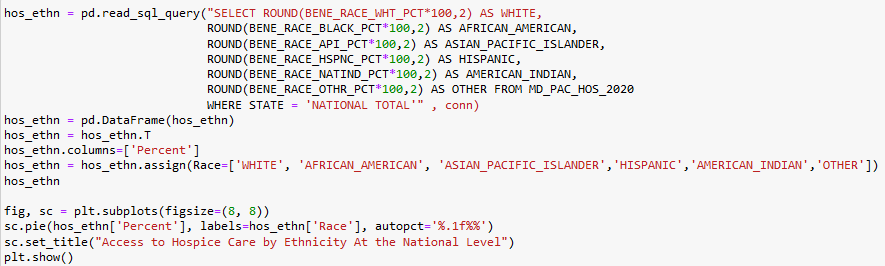 hos_ethn = pd.read_sql_query("SELECT ROUND(BENE_RACE_WHT_PCT*100,2) AS WHITE,
ROUND(BENE_RACE_BLACK_PCT*100,2) AS AFRICAN_AMERICAN,
ROUND(BENE_RACE_API_PCT*100,2) AS ASIAN_PACIFIC_ISLANDER,
ROUND(BENE_RACE_HSPNC_PCT*100,2) AS HISPANIC,
ROUND(BENE_RACE_NATIND_PCT*100,2) AS AMERICAN_INDIAN,
ROUND(BENE_RACE_OTHR_PCT*100,2) AS OTHER FROM MD_PAC_HOS_2020
WHERE STATE = 'NATIONAL TOTAL'" , conn)
hos_ethn = pd.DataFrame(hos_ethn)
hos_ethn = hos_ethn.T
hos_ethn.columns=['Percent']
hos_ethn = hos_ethn.assign(Race=['WHITE', 'AFRICAN_AMERICAN', 'ASIAN_PACIFIC_ISLANDER','HISPANIC','AMERICAN_INDIAN','OTHER'])
hos_ethn
fig, sc = plt.subplots(figsize=(8, 8))
sc.pie(hos_ethn['Percent'], labels=hos_ethn['Race'], autopct='%.1f%%')
sc.set_title("Access to Hospice Care by Ethnicity At the National Level")
plt.show()